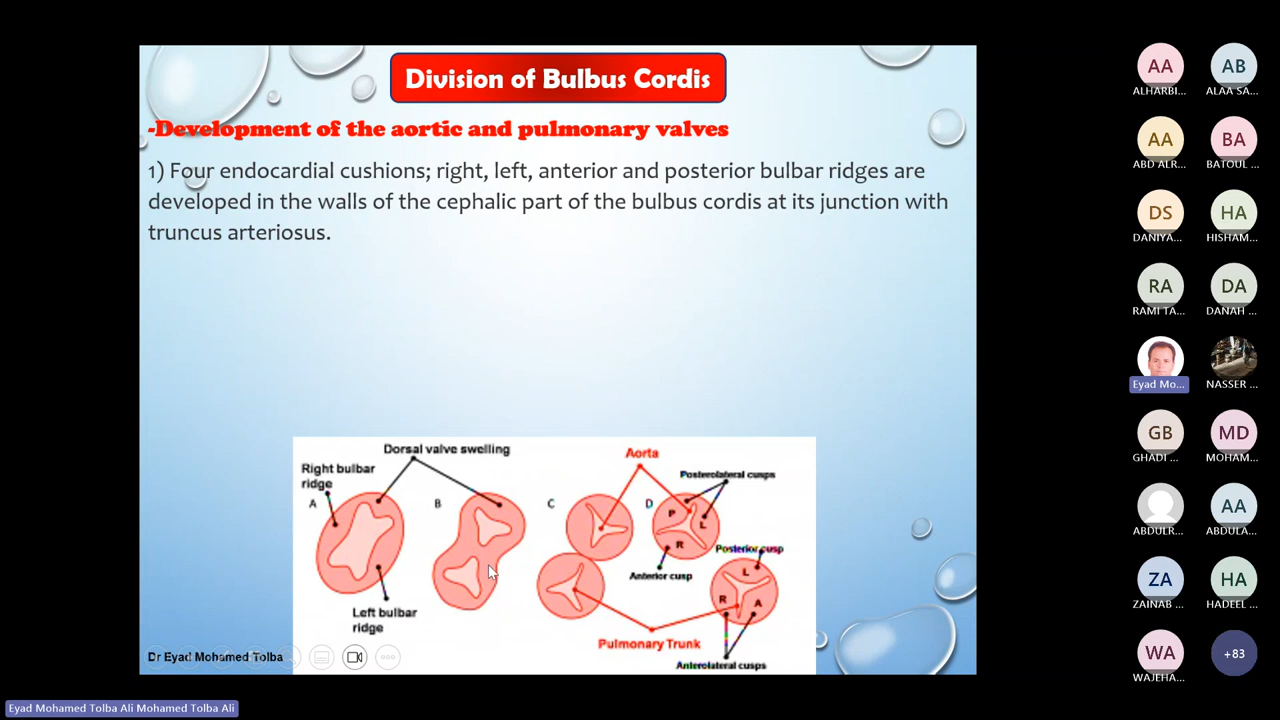 Division of Bulbus Cordis
-Development of the aortic and pulmonary valves
1) Four endocardial cushions; right, left, anterior and posterior bulbar ridges are
developed in the walls of the cephalic part of the bulbus cordis at its junction with
truncus arteriosus.
Dorsal valve swelling
Right bulbar
ridge
A
B
Left bulbar
ridge
Aorta
Posterolateral cusps
C
D
P
L
R
Anterior cusp
Posterior cusp
L
R
A
Pulmonary Trunk
Anterolateral cusps
Dr Eyad Mohamed Tolba
AA
ALHARBI...
AB
ALAA SA...
AA
ABD ALR...
BA
BATOUL ...
DS
DANIYA...
HA
HISHAM...
RA
RAMI TA...
DA
DANAH ...
Eyad Mo...
NASSER ...
GB
GHADI ...
MD
MOHAM...
ABDULR...
AA
ABDULA...
ZA
ZAINAB ...
HA
HADEEL ...
WA
WAJEHA...
+83
Eyad Mohamed Tolba Ali Mohamed Tolba Ali